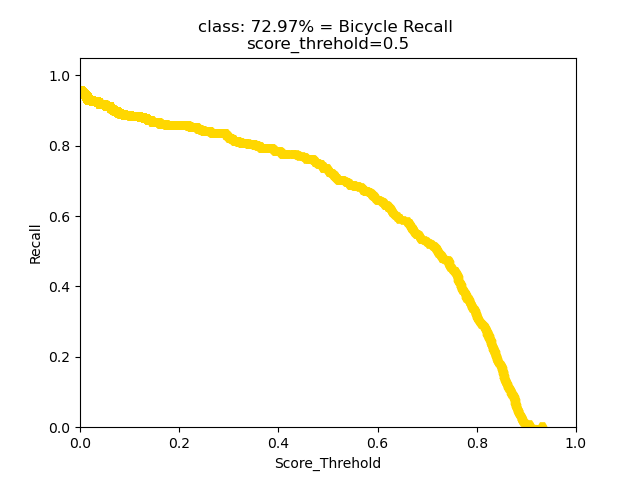 class: 72.97% = Bicycle Recall
score_threhold=0.5
1.0
0.8
0.6
0.4
0.2
0.0
Recall
0.0 0.2 0.4 0.6 0.8 1.0
Score_Threhold